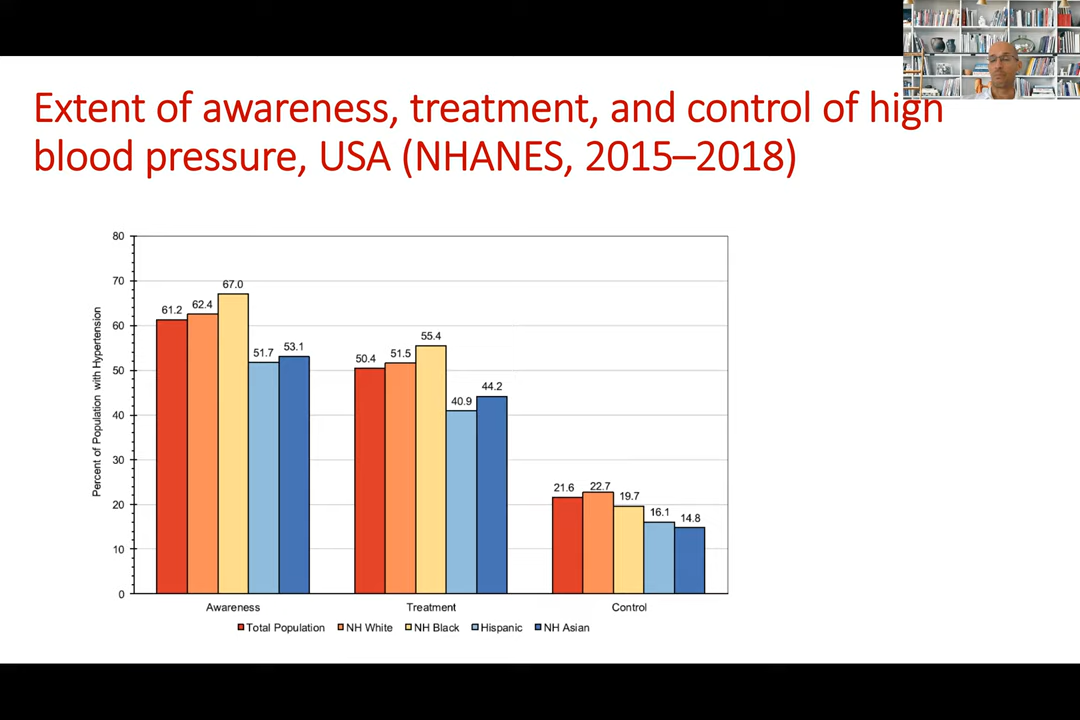 Extent of awareness, treatment, and control of high
blood pressure, USA (NHANES, 2015–2018)
Percent of Population with Hypertension
80
70
60
50
40
30
20
10
0
61.2 62.4 67.0 51.7 53.1
50.4 51.5 55.4 40.9 44.2
21.6 22.7 19.7 16.1 14.8
Awareness Treatment Control
Total Population NH White NH Black Hispanic NH Asian